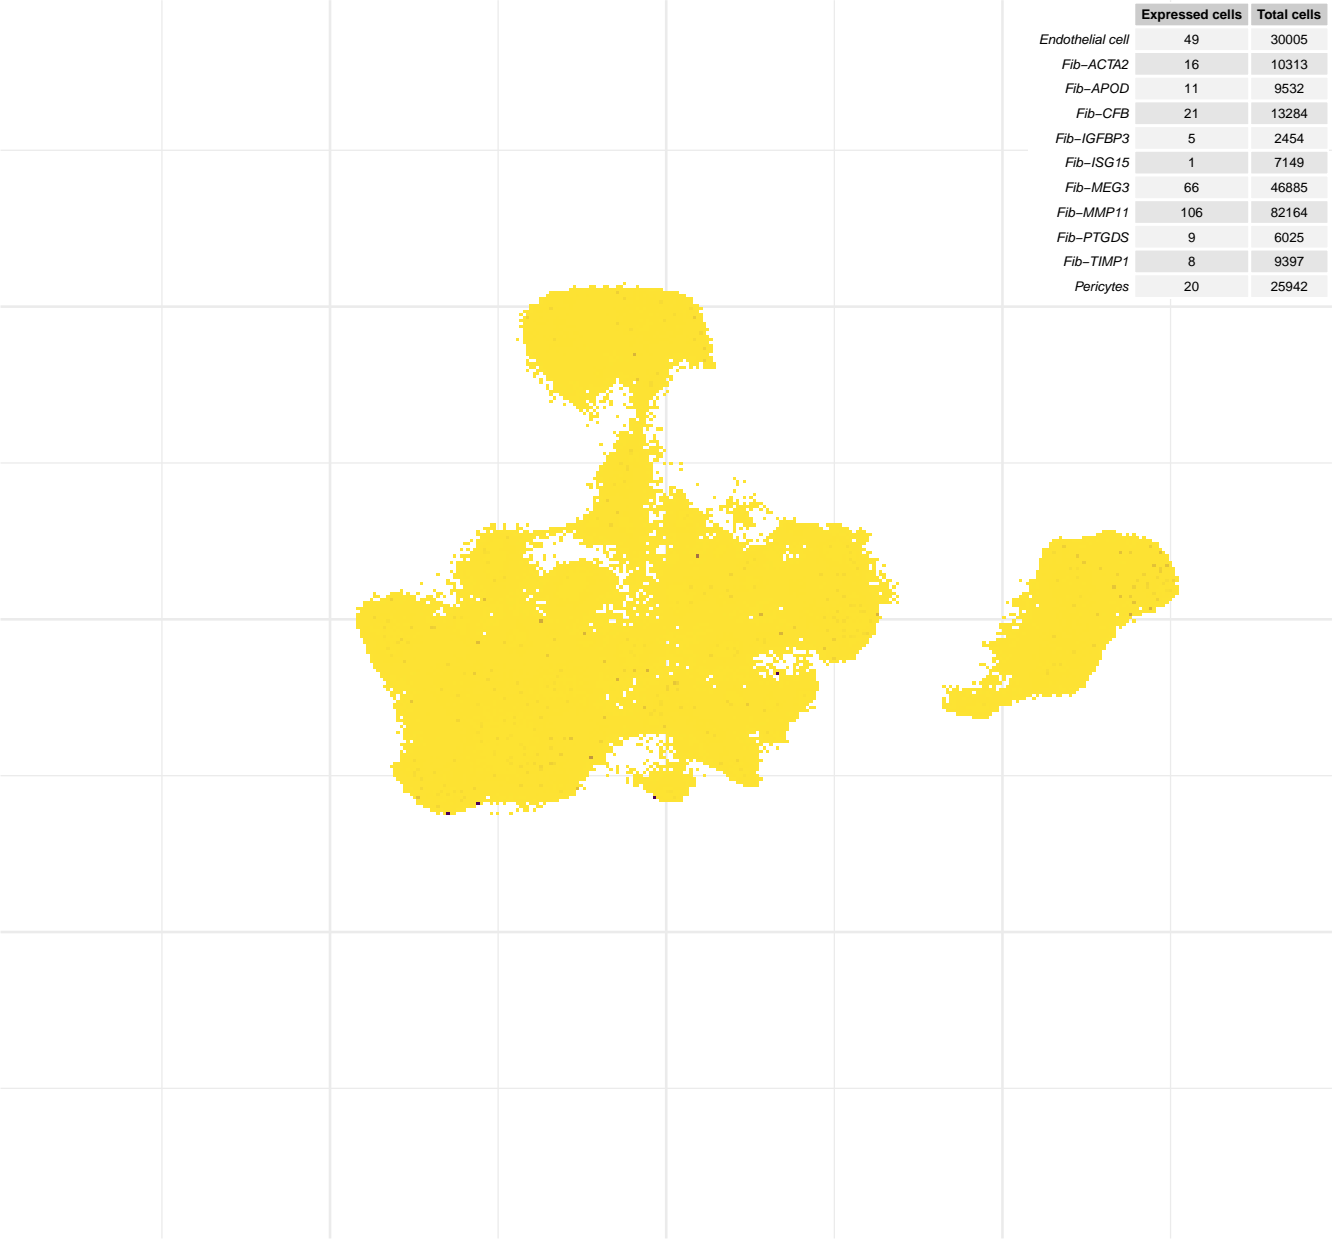 Expressed cells Total cells
Endothelial cell 49 30005
Fib−ACTA2 16 10313
Fib−APOD 11 9532
Fib−CFB 21 13284
Fib−IGFBP3 5 2454
Fib−ISG15 1 7149
Fib−MEG3 66 46885
Fib−MMP11 106 82164
Fib−PTGDS 9 6025
Fib−TIMP1 8 9397
Pericytes 20 25942